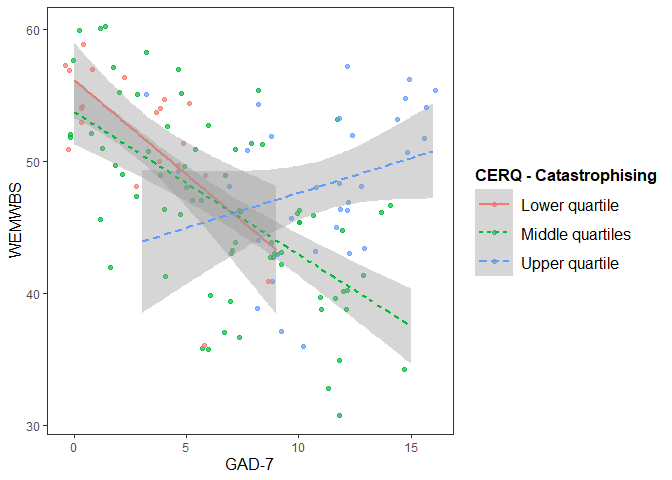 60
50
40
30
WEMWBS
0
5
10
15
GAD-7
CERQ - Catastrophising
Lower quartile
Middle quartiles
Upper quartile